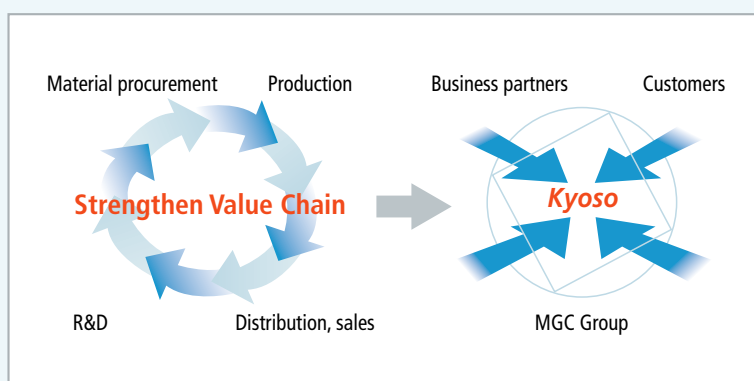 Material procurement
Production
Business partners
Customers
Strengthen Value Chain
Kyoso
R&D
Distribution, sales
MGC Group